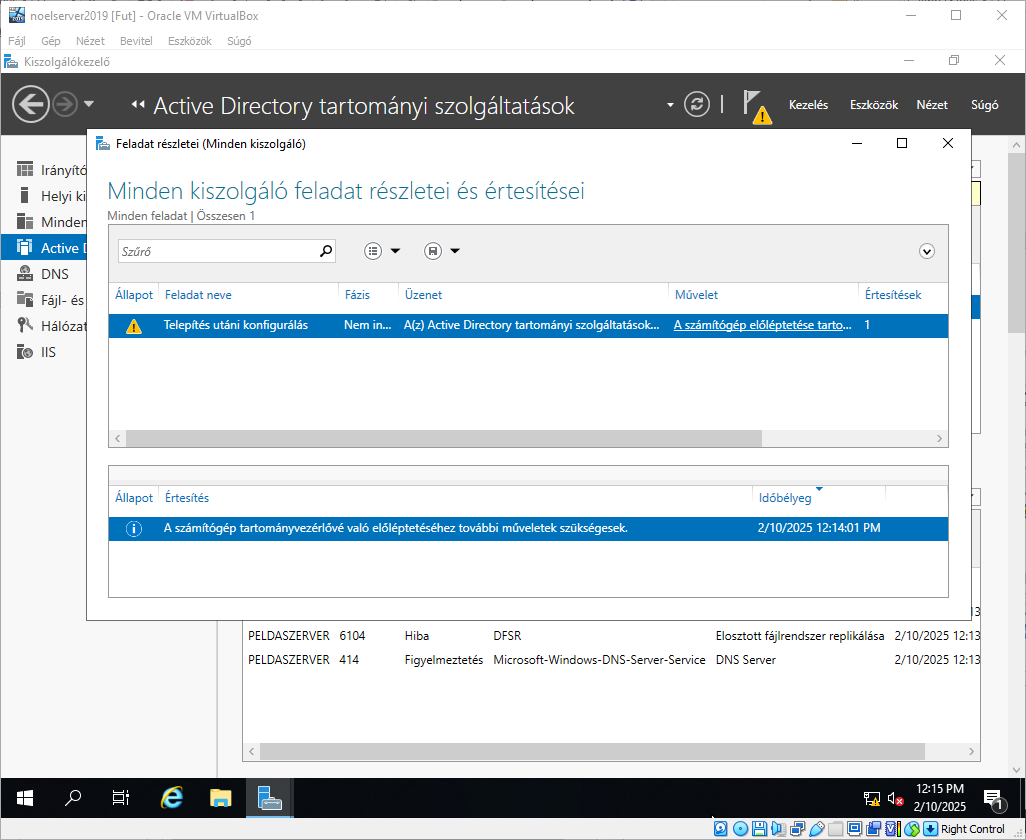 noelserver2019 [Fut] - Oracle VM VirtualBox
Fájl Gép Nézet Bevitel Eszközök Súgó
Kiszolgálókezelő
Active Directory tartományi szolgáltatások
Kezelés Eszközök Nézet Súgó
Feladat részletei (Minden kiszolgáló)
Minden kiszolgáló feladat részletei és értesítései
Minden feladat | Összesen 1
Irányító
Helyi ki
Minden
Active D
DNS
Fájl- és
Hálózat
IIS
Szűrő
Állapot Feladat neve Fázis Üzenet Művelet Értesítések
Telepítés utáni konfigurálás Nem in... A(z) Active Directory tartományi szolgáltatások... A számítógép előléptetése tarto... 1
Állapot Értesítés Időbélyeg
A számítógép tartományvezérlővé való előléptetéséhez további műveletek szükségesek. 2/10/2025 12:14:01 PM
PELDASZERVER 6104 Hiba DFSR Elosztott fájlrendszer replikálása 2/10/2025 12:13
PELDASZERVER 414 Figyelmeztetés Microsoft-Windows-DNS-Server-Service DNS Server 2/10/2025 12:13
12:15 PM
2/10/2025
1
Right Control